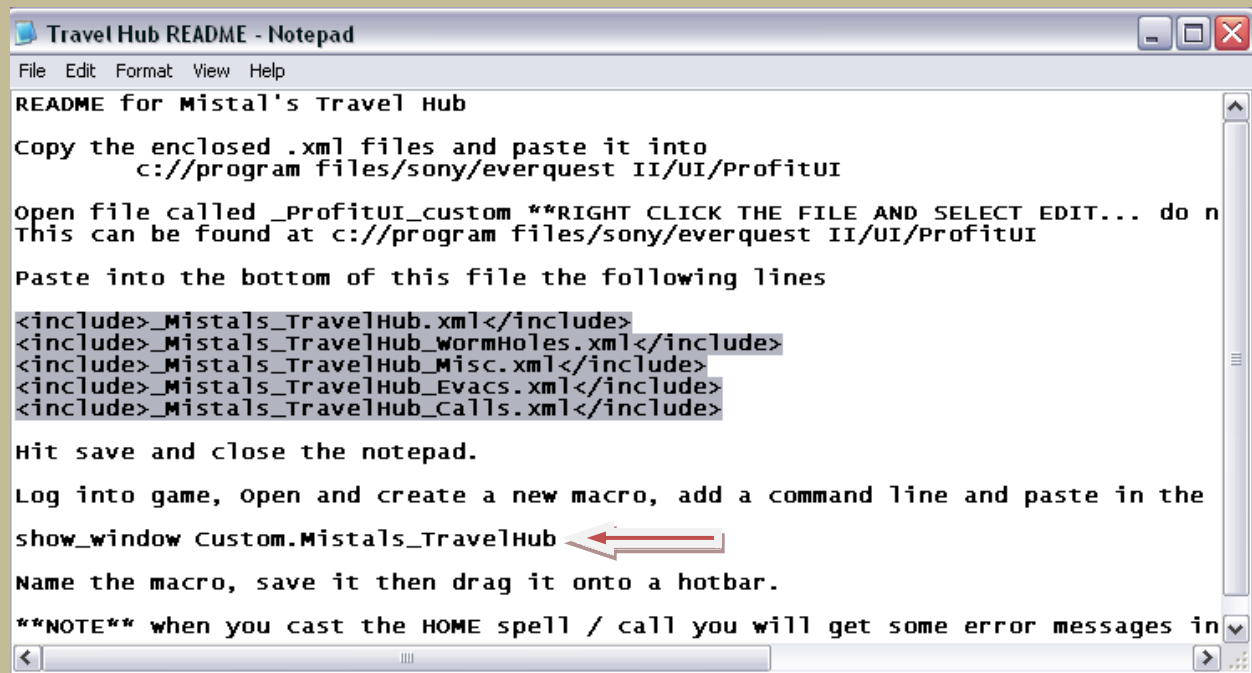 Travel Hub README - Notepad
File Edit Format View Help
README for Mistal's Travel Hub
Copy the enclosed .xml files and paste it into
c://program files/sony/everquest II/UI/ProfitUI
Open file called _ProfitUI_custom **RIGHT CLICK THE FILE AND SELECT EDIT... do n
This can be found at c://program files/sony/everquest II/UI/ProfitUI
Paste into the bottom of this file the following lines
<include>_Mistals_TravelHub.xml</include>
<include>_Mistals_TravelHub_WormHoles.xml</include>
<include>_Mistals_TravelHub_Misc.xml</include>
<include>_Mistals_TravelHub_Evacs.xml</include>
<include>_Mistals_TravelHub_Calls.xml</include>
Hit save and close the notepad.
Log into game, Open and create a new macro, add a command line and paste in the
show_window Custom.Mistals_TravelHub
Name the macro, save it then drag it onto a hotbar.
**NOTE** when you cast the HOME spell / call you will get some error messages in